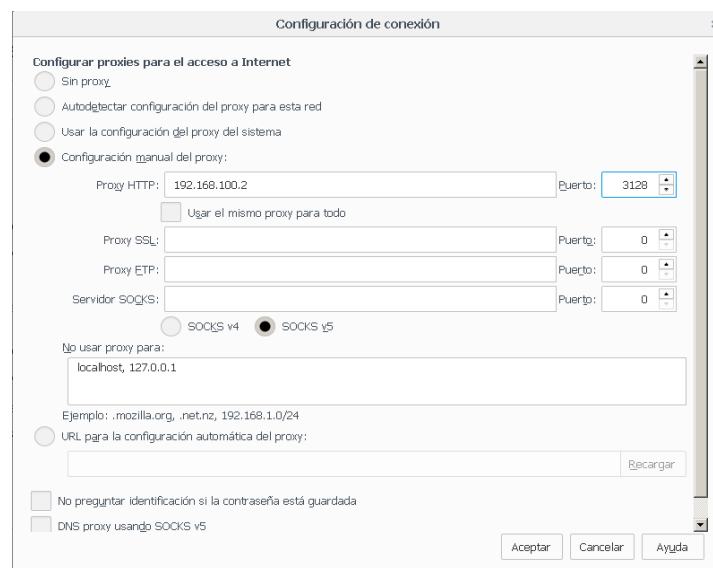 Configuración de conexión
Configurar proxies para el acceso a Internet
Sin proxy
Autodetectar configuración del proxy para esta red
Usar la configuración del proxy del sistema
Configuración manual del proxy:
Proxy HTTP: 192.168.100.2 Puerto: 3128
Usar el mismo proxy para todo
Proxy SSL: Puerto: 0
Proxy FTP: Puerto: 0
Servidor SOCKS: Puerto: 0
SOCKS v4 SOCKS v5
No usar proxy para:
localhost, 127.0.0.1
Ejemplo: .mozilla.org, .net.nz, 192.168.1.0/24
URL para la configuración automática del proxy:
Recargar
No preguntar identificación si la contraseña está guardada
DNS proxy usando SOCKS v5
Aceptar Cancelar Ayuda